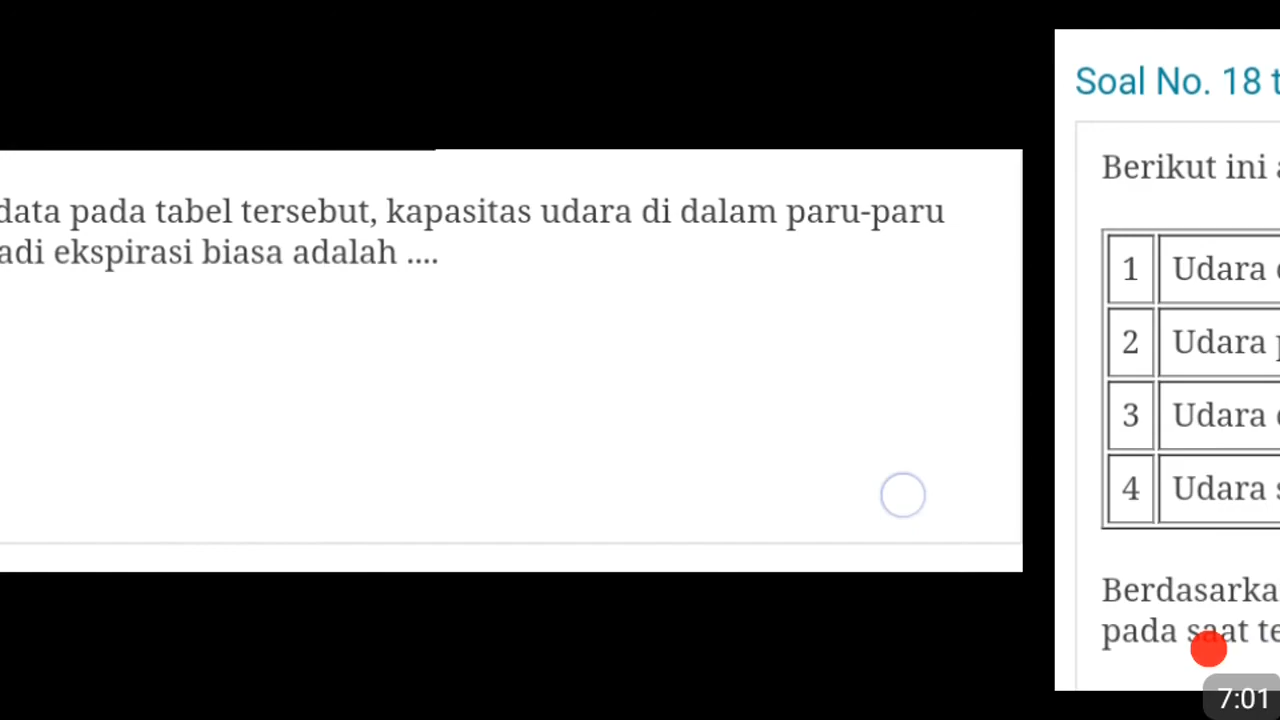 data pada tabel tersebut, kapasitas udara di dalam paru-paru
adi ekspirasi biasa adalah ....
Soal No. 18 t
Berikut ini
1 Udara
2 Udara
3 Udara
4 Udara
Berdasarka
pada saat te
7:01